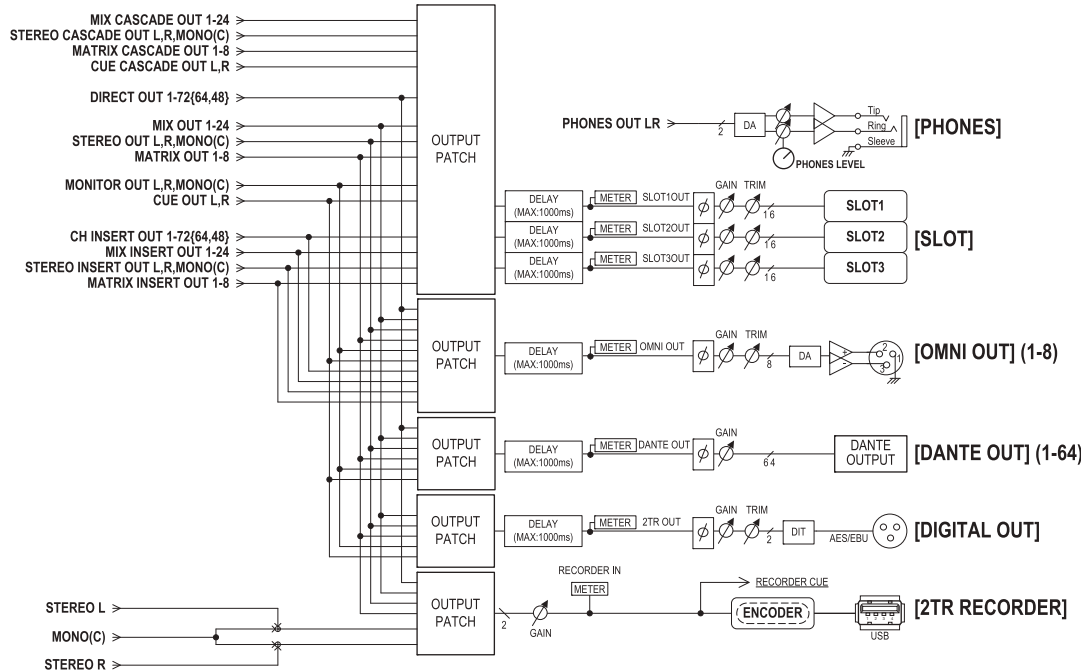 MIX CASCADE OUT 1-24
STEREO CASCADE OUT L,R,MONO(C)
MATRIX CASCADE OUT 1-8
CUE CASCADE OUT L,R
DIRECT OUT 1-72{64,48}
MIX OUT 1-24
STEREO OUT L,R,MONO(C)
MATRIX OUT 1-8
MONITOR OUT L,R,MONO(C)
CUE OUT L,R
CH INSERT OUT 1-72{64,48}
MIX INSERT OUT 1-24
STEREO INSERT OUT L,R,MONO(C)
MATRIX INSERT OUT 1-8
OUTPUT
PATCH
PHONES OUT LR
2
DA
PHONES LEVEL
Tip
Ring
Sleeve
[PHONES]
DELAY
(MAX:1000ms)
METER
SLOT1OUT
ϕ
GAIN
TRIM
16
SLOT1
DELAY
(MAX:1000ms)
METER
SLOT2OUT
ϕ
16
SLOT2
[SLOT]
DELAY
(MAX:1000ms)
METER
SLOT3OUT
ϕ
16
SLOT3
OUTPUT
PATCH
DELAY
(MAX:1000ms)
METER
OMNI OUT
ϕ
GAIN
TRIM
8
DA
+
-
2
1
3
[OMNI OUT] (1-8)
OUTPUT
PATCH
DELAY
(MAX:1000ms)
METER
DANTE OUT
ϕ
GAIN
64
DANTE
OUTPUT
[DANTE OUT] (1-64)
OUTPUT
PATCH
DELAY
(MAX:1000ms)
METER
2TR OUT
ϕ
GAIN
TRIM
2
DIT
AES/EBU
[DIGITAL OUT]
STEREO L
MONO(C)
STEREO R
OUTPUT
PATCH
2
GAIN
RECORDER IN
METER
RECORDER CUE
ENCODER
USB
[2TR RECORDER]